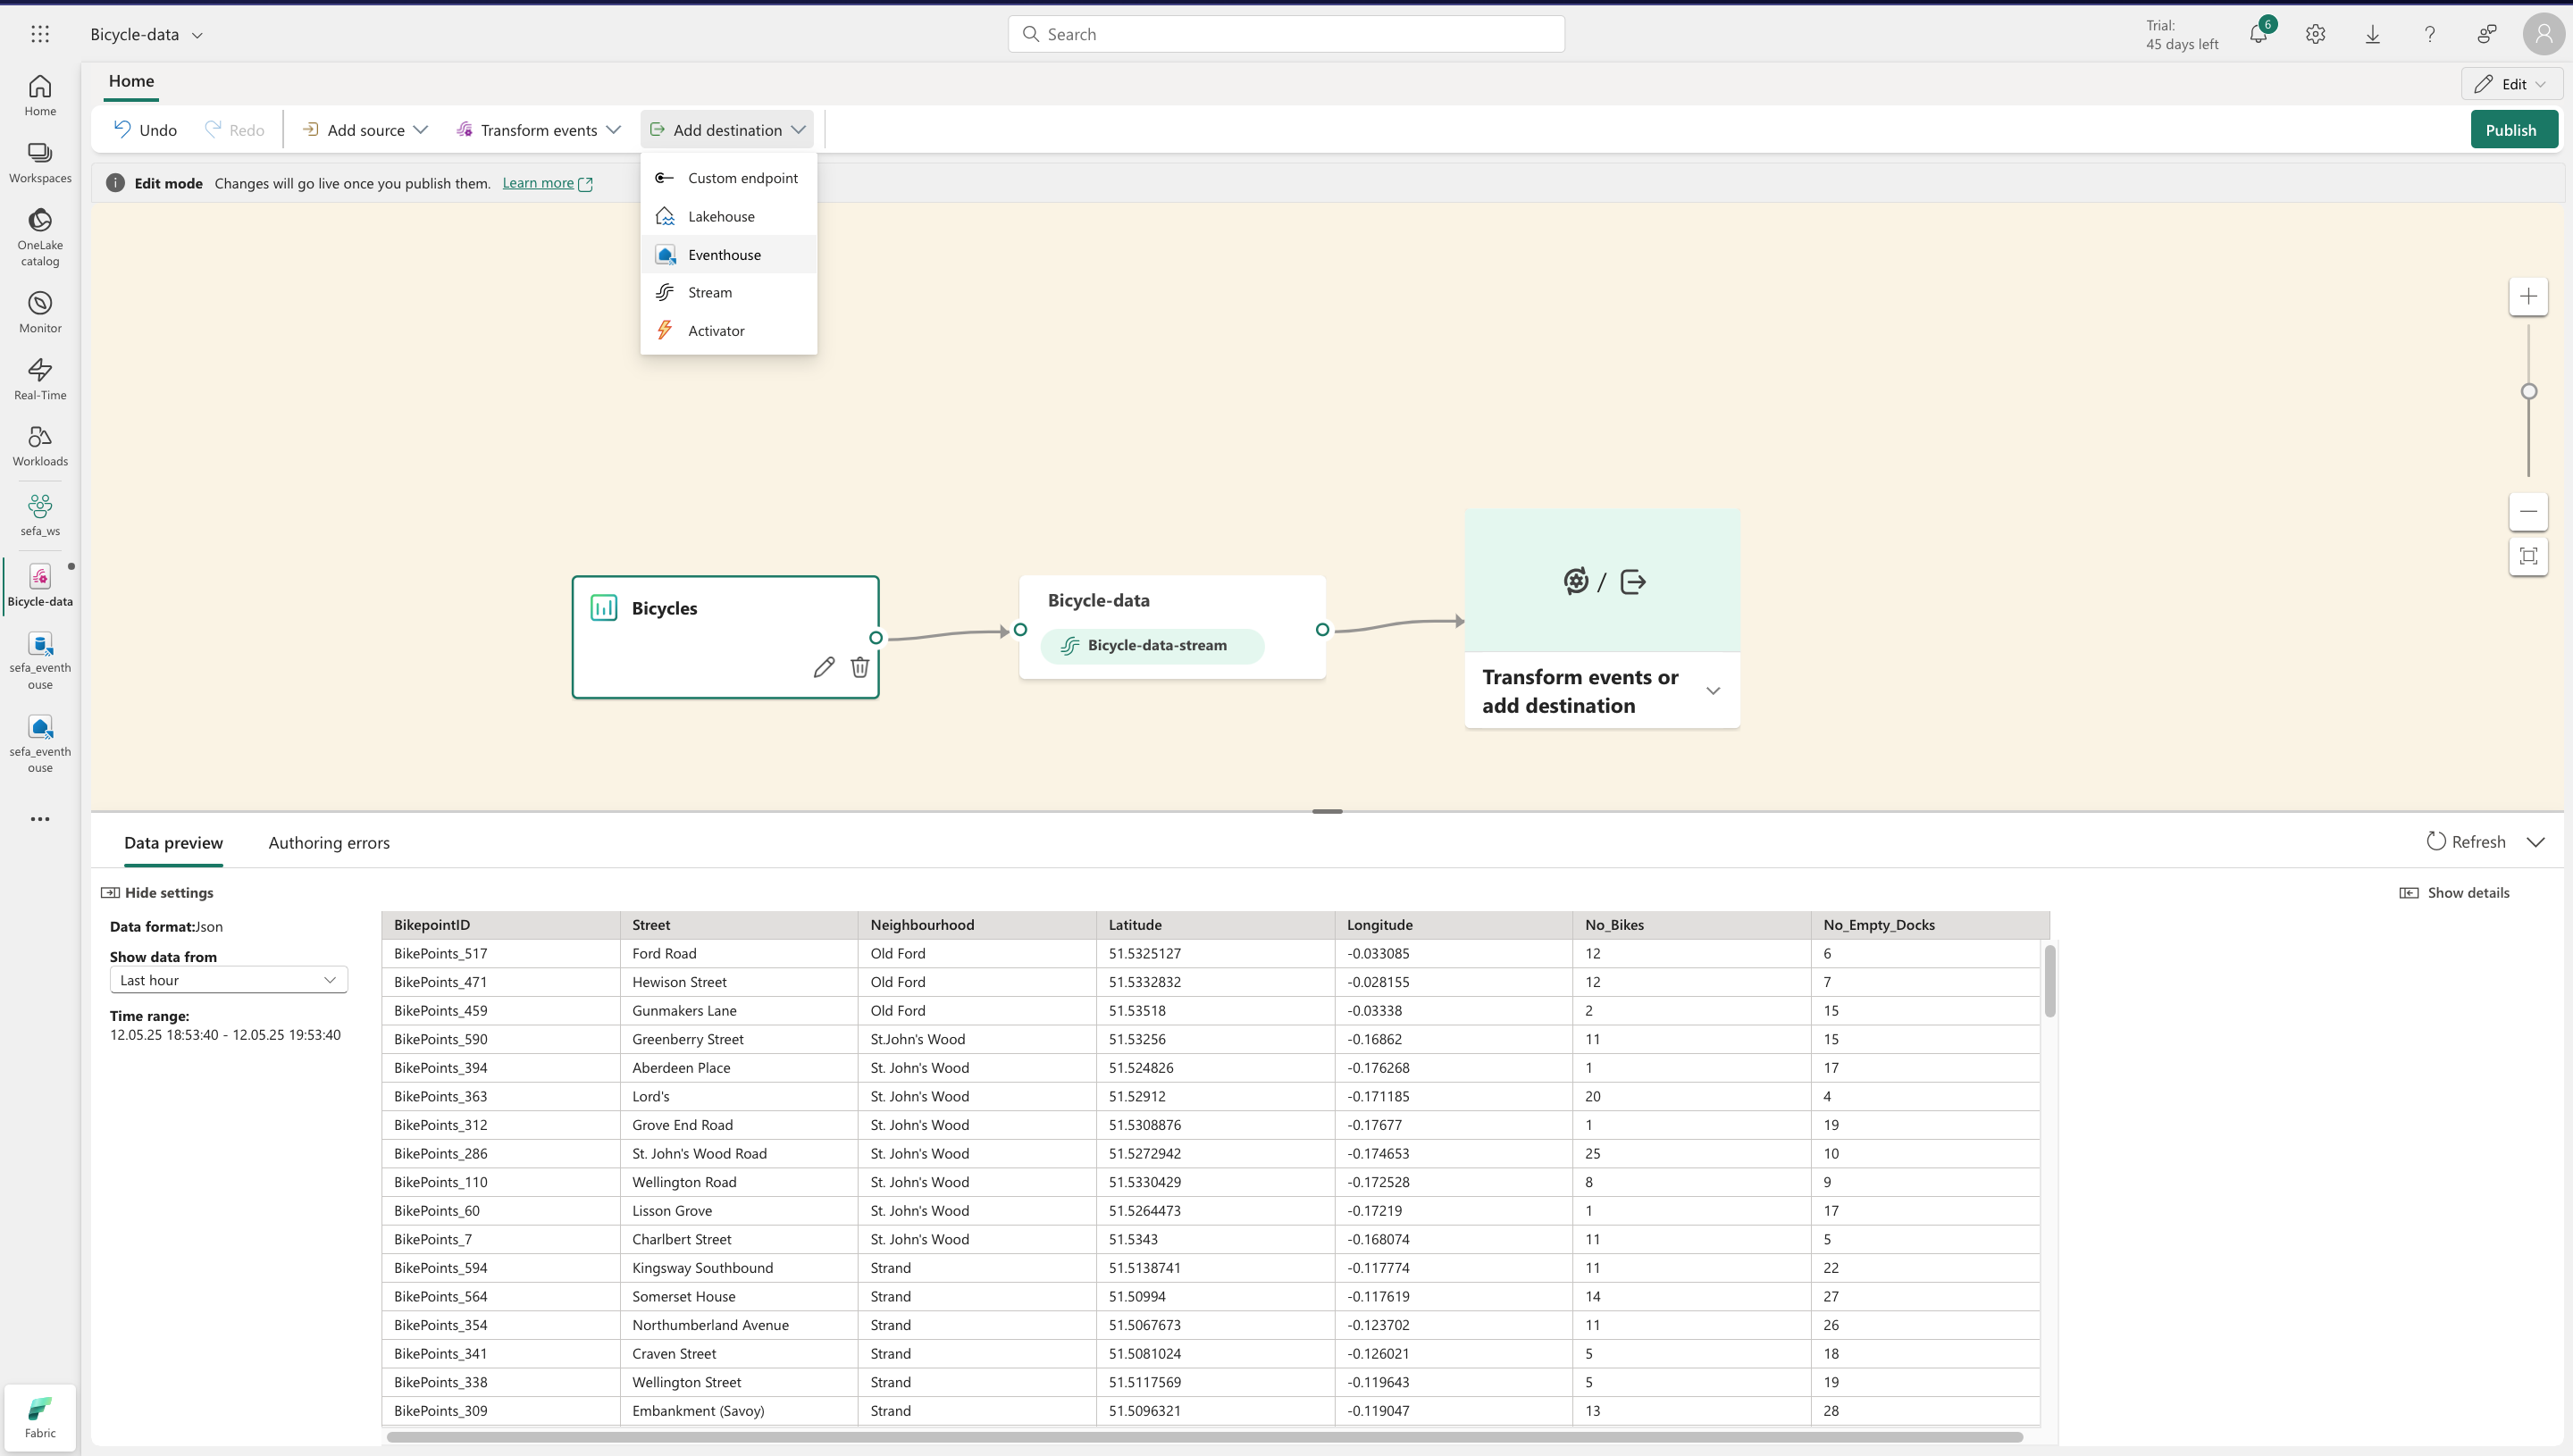 Bicycle-data
Search
Trial:
45 days left
6
Home
Edit
Undo
Redo
Add source
Transform events
Add destination
Publish
Edit mode Changes will go live once you publish them. Learn more
Custom endpoint
Lakehouse
Eventhouse
Stream
Activator
Home
Workspaces
OneLake
catalog
Monitor
Real-Time
Workloads
sefa_ws
Bicycle-data
sefa_eventh
ouse
sefa_eventh
ouse
Fabric
Bicycles
Bicycle-data
Bicycle-data-stream
/
Transform events or
add destination
Data preview
Authoring errors
Refresh
Hide settings
Show details
Data format:Json
Show data from
Last hour
Time range:
12.05.25 18:53:40 - 12.05.25 19:53:40
BikepointID Street Neighbourhood Latitude Longitude No_Bikes No_Empty_Docks
BikePoints_517 Ford Road Old Ford 51.5325127 -0.033085 12 6
BikePoints_471 Hewison Street Old Ford 51.5332832 -0.028155 12 7
BikePoints_459 Gunmakers Lane Old Ford 51.53518 -0.03338 2 15
BikePoints_590 Greenberry Street St.John's Wood 51.53256 -0.16862 11 15
BikePoints_394 Aberdeen Place St. John's Wood 51.524826 -0.176268 1 17
BikePoints_363 Lord's St. John's Wood 51.52912 -0.171185 20 4
BikePoints_312 Grove End Road St. John's Wood 51.5308876 -0.17677 1 19
BikePoints_286 St. John's Wood Road St. John's Wood 51.5272942 -0.174653 25 10
BikePoints_110 Wellington Road St. John's Wood 51.5330429 -0.172528 8 9
BikePoints_60 Lisson Grove St. John's Wood 51.5264473 -0.17219 1 17
BikePoints_7 Charlbert Street St. John's Wood 51.5343 -0.168074 11 5
BikePoints_594 Kingsway Southbound Strand 51.5138741 -0.117774 11 22
BikePoints_564 Somerset House Strand 51.50994 -0.117619 14 27
BikePoints_354 Northumberland Avenue Strand 51.5067673 -0.123702 11 26
BikePoints_341 Craven Street Strand 51.5081024 -0.126021 5 18
BikePoints_338 Wellington Street Strand 51.5117569 -0.119643 5 19
BikePoints_309 Embankment (Savoy) Strand 51.5096321 -0.119047 13 28